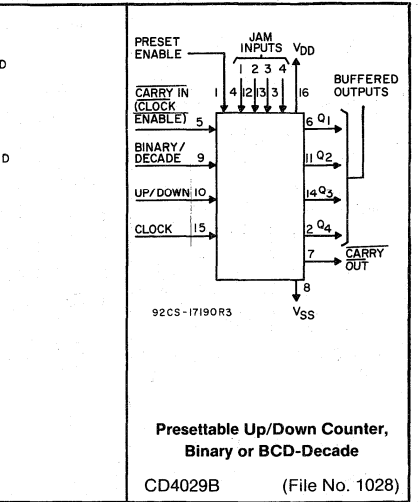 D
D
PRESET
ENABLE
JAM
INPUTS
VDD
1 2 3 4
1 4 12 13 3 16
BUFFERED
OUTPUTS
CARRY IN
(CLOCK
ENABLE) 5
6 Q1
BINARY/
DECADE 9
11 Q2
UP/DOWN 10
14 Q3
CLOCK 15
2 Q4
7 CARRY
OUT
8
VSS
92CS-17190R3
Presettable Up/Down Counter,
Binary or BCD-Decade
CD4029B (File No. 1028)